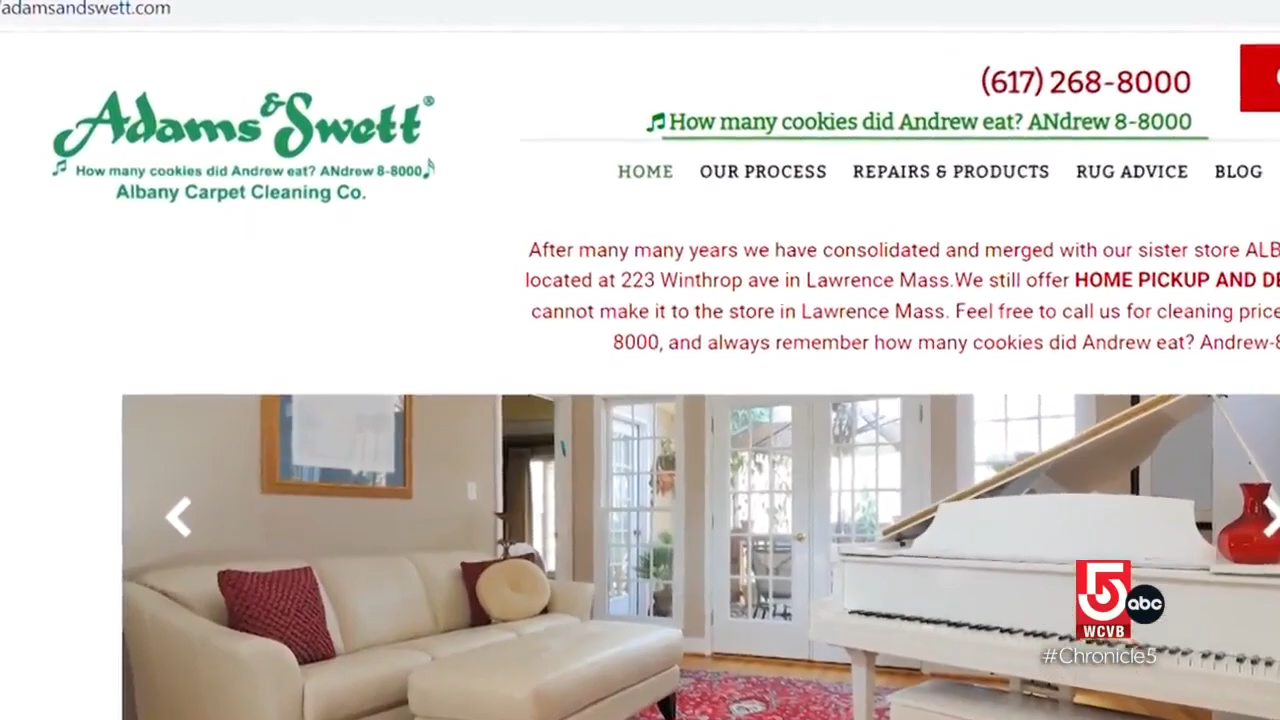 adamsandswett.com
Adams & Swett®
How many cookies did Andrew eat? ANdrew 8-8000
Albany Carpet Cleaning Co.
(617) 268-8000
How many cookies did Andrew eat? ANdrew 8-8000
HOME OUR PROCESS REPAIRS & PRODUCTS RUG ADVICE BLOG
After many many years we have consolidated and merged with our sister store ALB
located at 223 Winthrop ave in Lawrence Mass.We still offer HOME PICKUP AND DE
cannot make it to the store in Lawrence Mass. Feel free to call us for cleaning price
8000, and always remember how many cookies did Andrew eat? Andrew-8
5 abc
WCVB
#Chronicle5